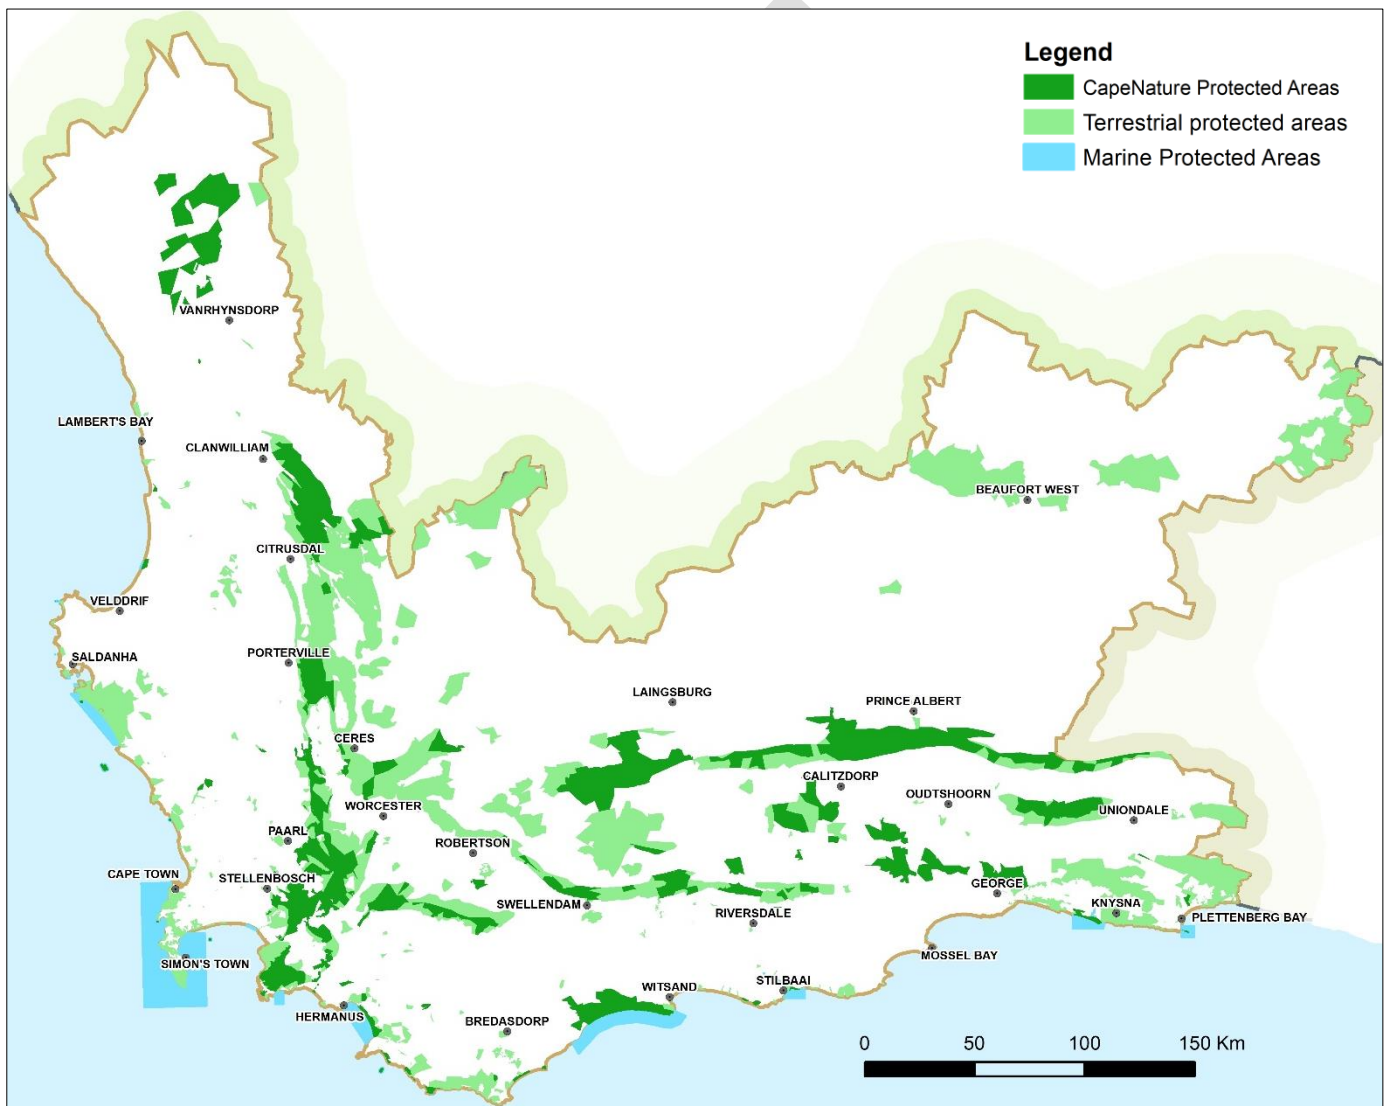 Legend
CapeNature Protected Areas
Terrestrial protected areas
Marine Protected Areas
VANRHYNSDORP
LAMBERT'S BAY
CLANWILLIAM
BEAUFORT WEST
CITRUSDAL
VELDDRIF
SALDANHA
PORTERVILLE
LAINGSBURG
PRINCE ALBERT
CERES
CALITZDORP
OUDTSHOORN
WORCESTER
UNIONDALE
PAARL
ROBERTSON
CAPE TOWN
STELLENBOSCH
GEORGE
SWELLENDAM
KNYSNA
RIVERSDALE
PLETTENBERG BAY
MOSSEL BAY
SIMON'S TOWN
STILBAAI
WITSAND
HERMANUS
BREDASDORP
0 50 100 150 Km